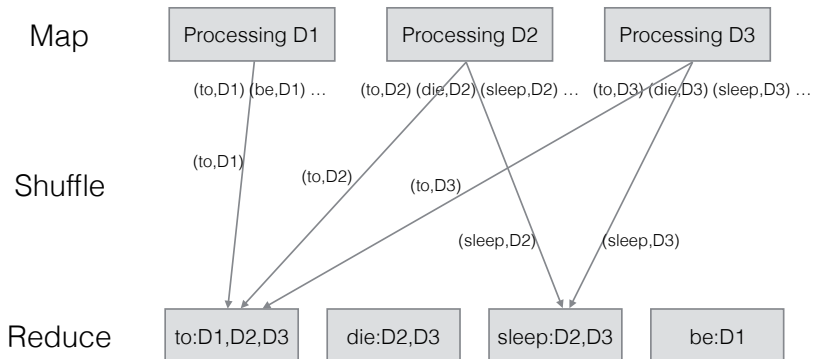 Map
Processing D1
Processing D2
Processing D3
(to,D1) (be,D1) …
(to,D2) (die,D2) (sleep,D2) …
(to,D3) (die,D3) (sleep,D3) …
Shuffle
(to,D1)
(to,D2)
(to,D3)
(sleep,D2)
(sleep,D3)
Reduce
to:D1,D2,D3
die:D2,D3
sleep:D2,D3
be:D1